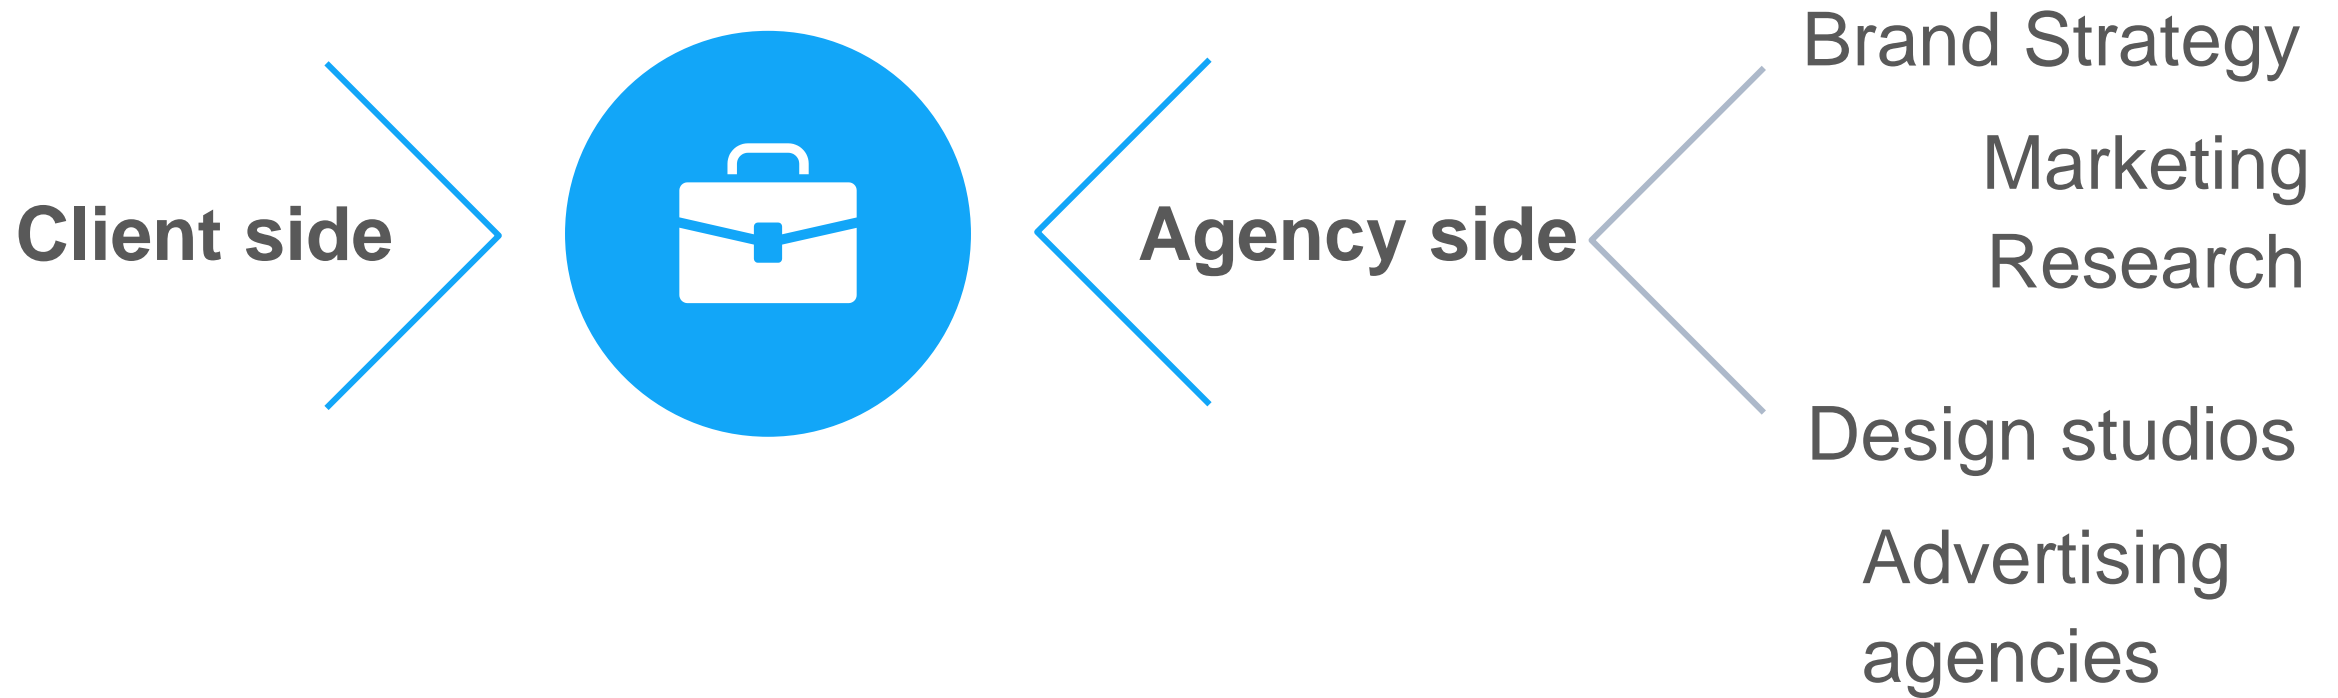 Client side
Agency side
Brand Strategy
Marketing
Research
Design studios
Advertising
agencies